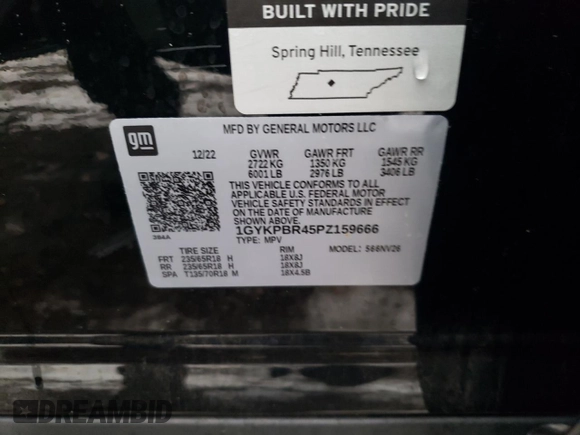 BUILT WITH PRIDE
Spring Hill, Tennessee
gm
MFD BY GENERAL MOTORS LLC
12/22 GVWR GAWR FRT GAWR RR
2722 KG 1350 KG 1545 KG
6001 LB 2976 LB 3406 LB
THIS VEHICLE CONFORMS TO ALL
APPLICABLE U.S. FEDERAL MOTOR
VEHICLE SAFETY STANDARDS IN EFFECT
ON THE DATE OF MANUFACTURE SHOWN ABOVE.
1GYKPBR45PZ159666
TYPE: MPV MODEL: 566NV26
TIRE SIZE RIM
FRT 235/65R18 H 18X8J
RR 235/65R18 H 18X8J
SPA T135/70R18 M 18X4.5B
DREAMBID